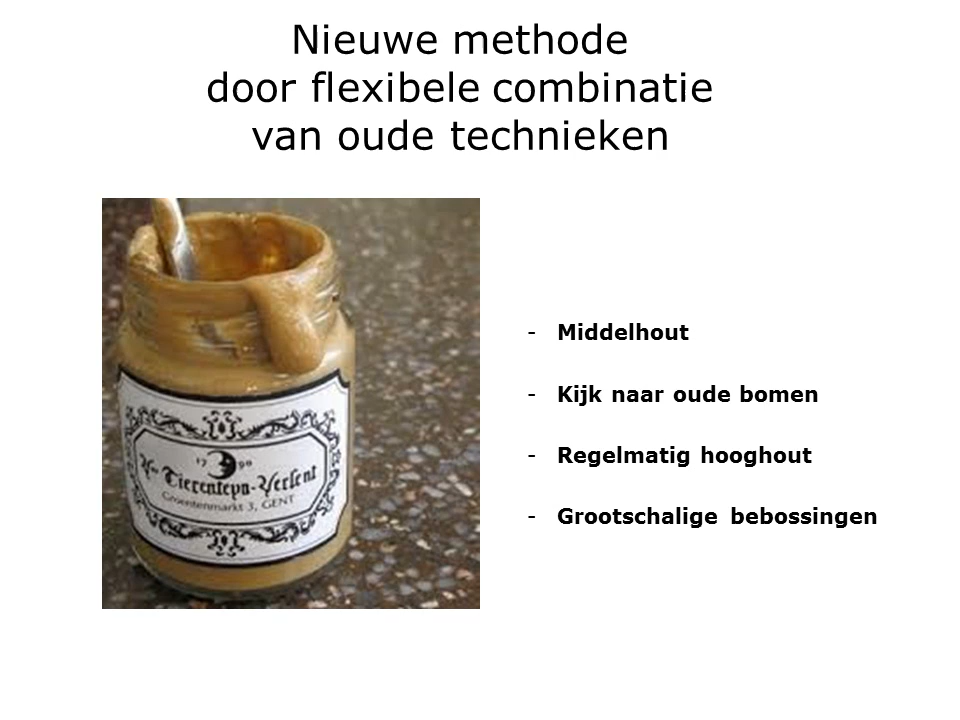 Nieuwe methode
door flexibele combinatie
van oude technieken
17 90
Vve Tierenteyn-Verlent
Groentenmarkt 3, GENT
- Middelhout
- Kijk naar oude bomen
- Regelmatig hooghout
- Grootschalige bebossingen